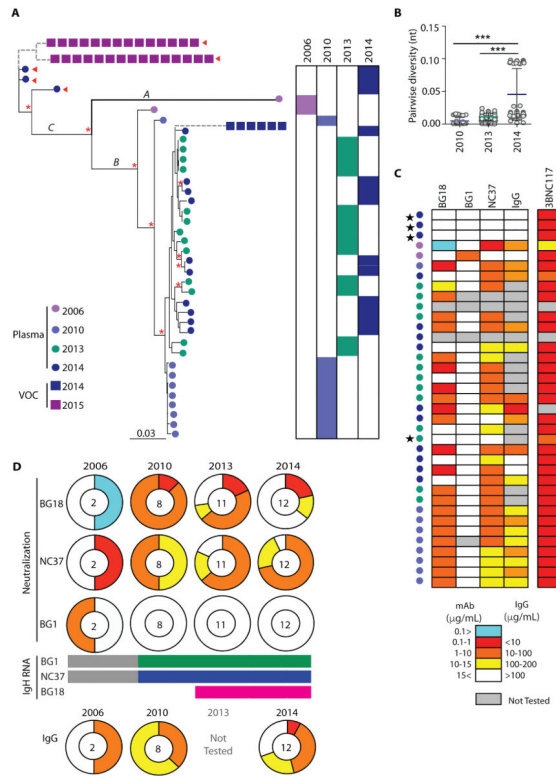 A
A
C
B
0.03
Plasma
2006
2010
2013
2014
VOC
2014
2015
2006
2010
2013
2014
B
Pairwise diversity (nt)
0.15
0.10
0.05
0.00
***
***
2010
2013
2014
C
BG18
BG1
NC37
IgG
3BNC117
mAb
(µg/mL)
IgG
(µg/mL)
0.1>
0.1-1
<10
1-10
10-100
10-15
100-200
15<
>100
Not Tested
D
2006
2010
2013
2014
Neutralization
BG18
2
8
11
12
NC37
2
8
11
12
BG1
2
8
11
12
IgH RNA
BG1
NC37
BG18
2006
2010
2013
2014
IgG
2
8
Not
Tested
12